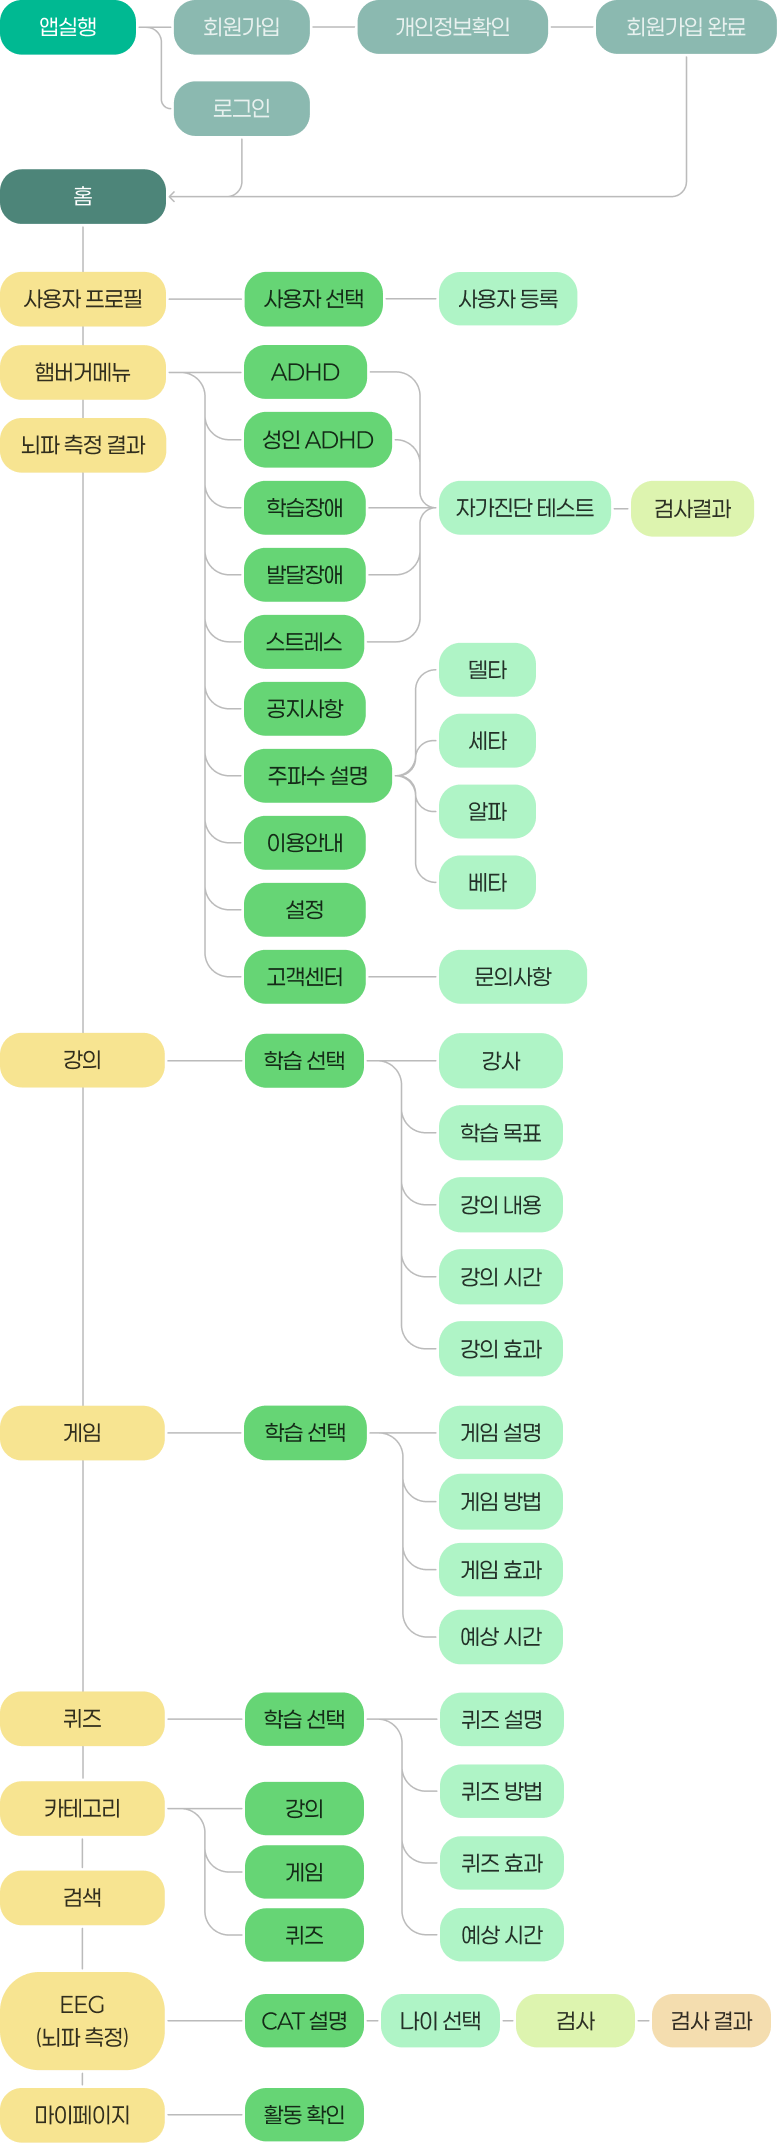 앱실행
회원가입
개인정보확인
회원가입 완료
로그인
홈
사용자 프로필
사용자 선택
사용자 등록
햄버거메뉴
ADHD
뇌파 측정 결과
성인 ADHD
학습장애
자가진단 테스트
검사결과
발달장애
스트레스
델타
공지사항
세타
주파수 설명
알파
이용안내
베타
설정
고객센터
문의사항
강의
학습 선택
강사
학습 목표
강의 내용
강의 시간
강의 효과
게임
학습 선택
게임 설명
게임 방법
게임 효과
예상 시간
퀴즈
학습 선택
퀴즈 설명
퀴즈 방법
카테고리
강의
퀴즈 효과
게임
검색
퀴즈
예상 시간
EEG
(뇌파 측정)
CAT 설명
나이 선택
검사
검사 결과
마이페이지
활동 확인